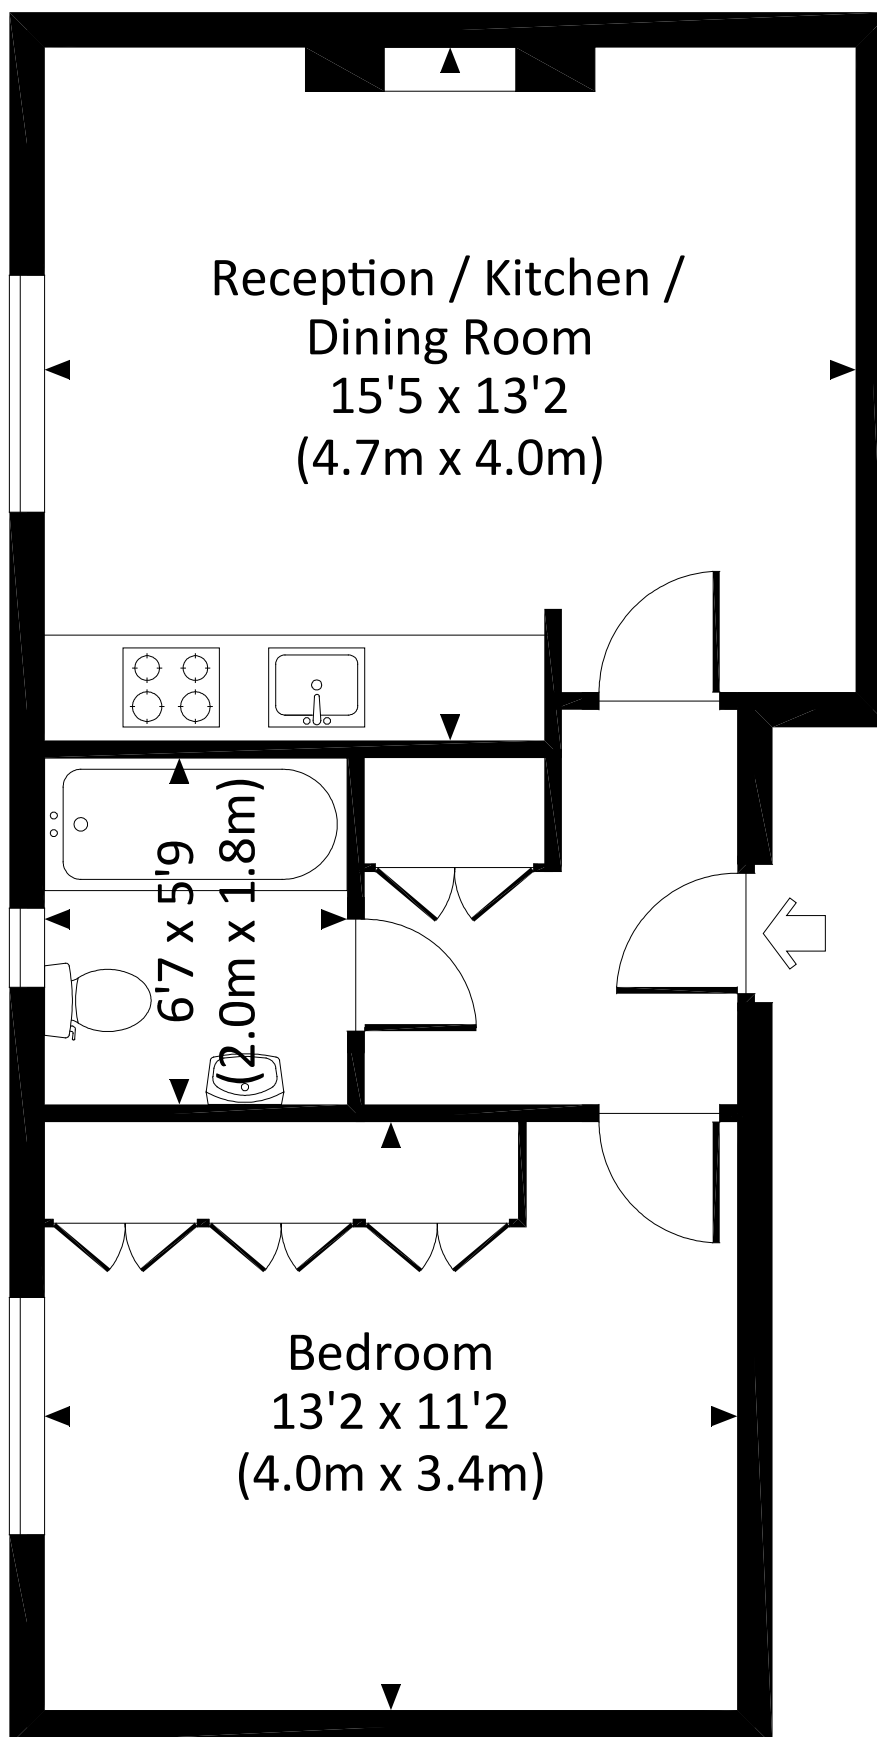 Reception / Kitchen /
Dining Room
15'5 x 13'2
(4.7m x 4.0m)
6'7 x 5'9
(2.0m x 1.8m)
Bedroom
13'2 x 11'2
(4.0m x 3.4m)